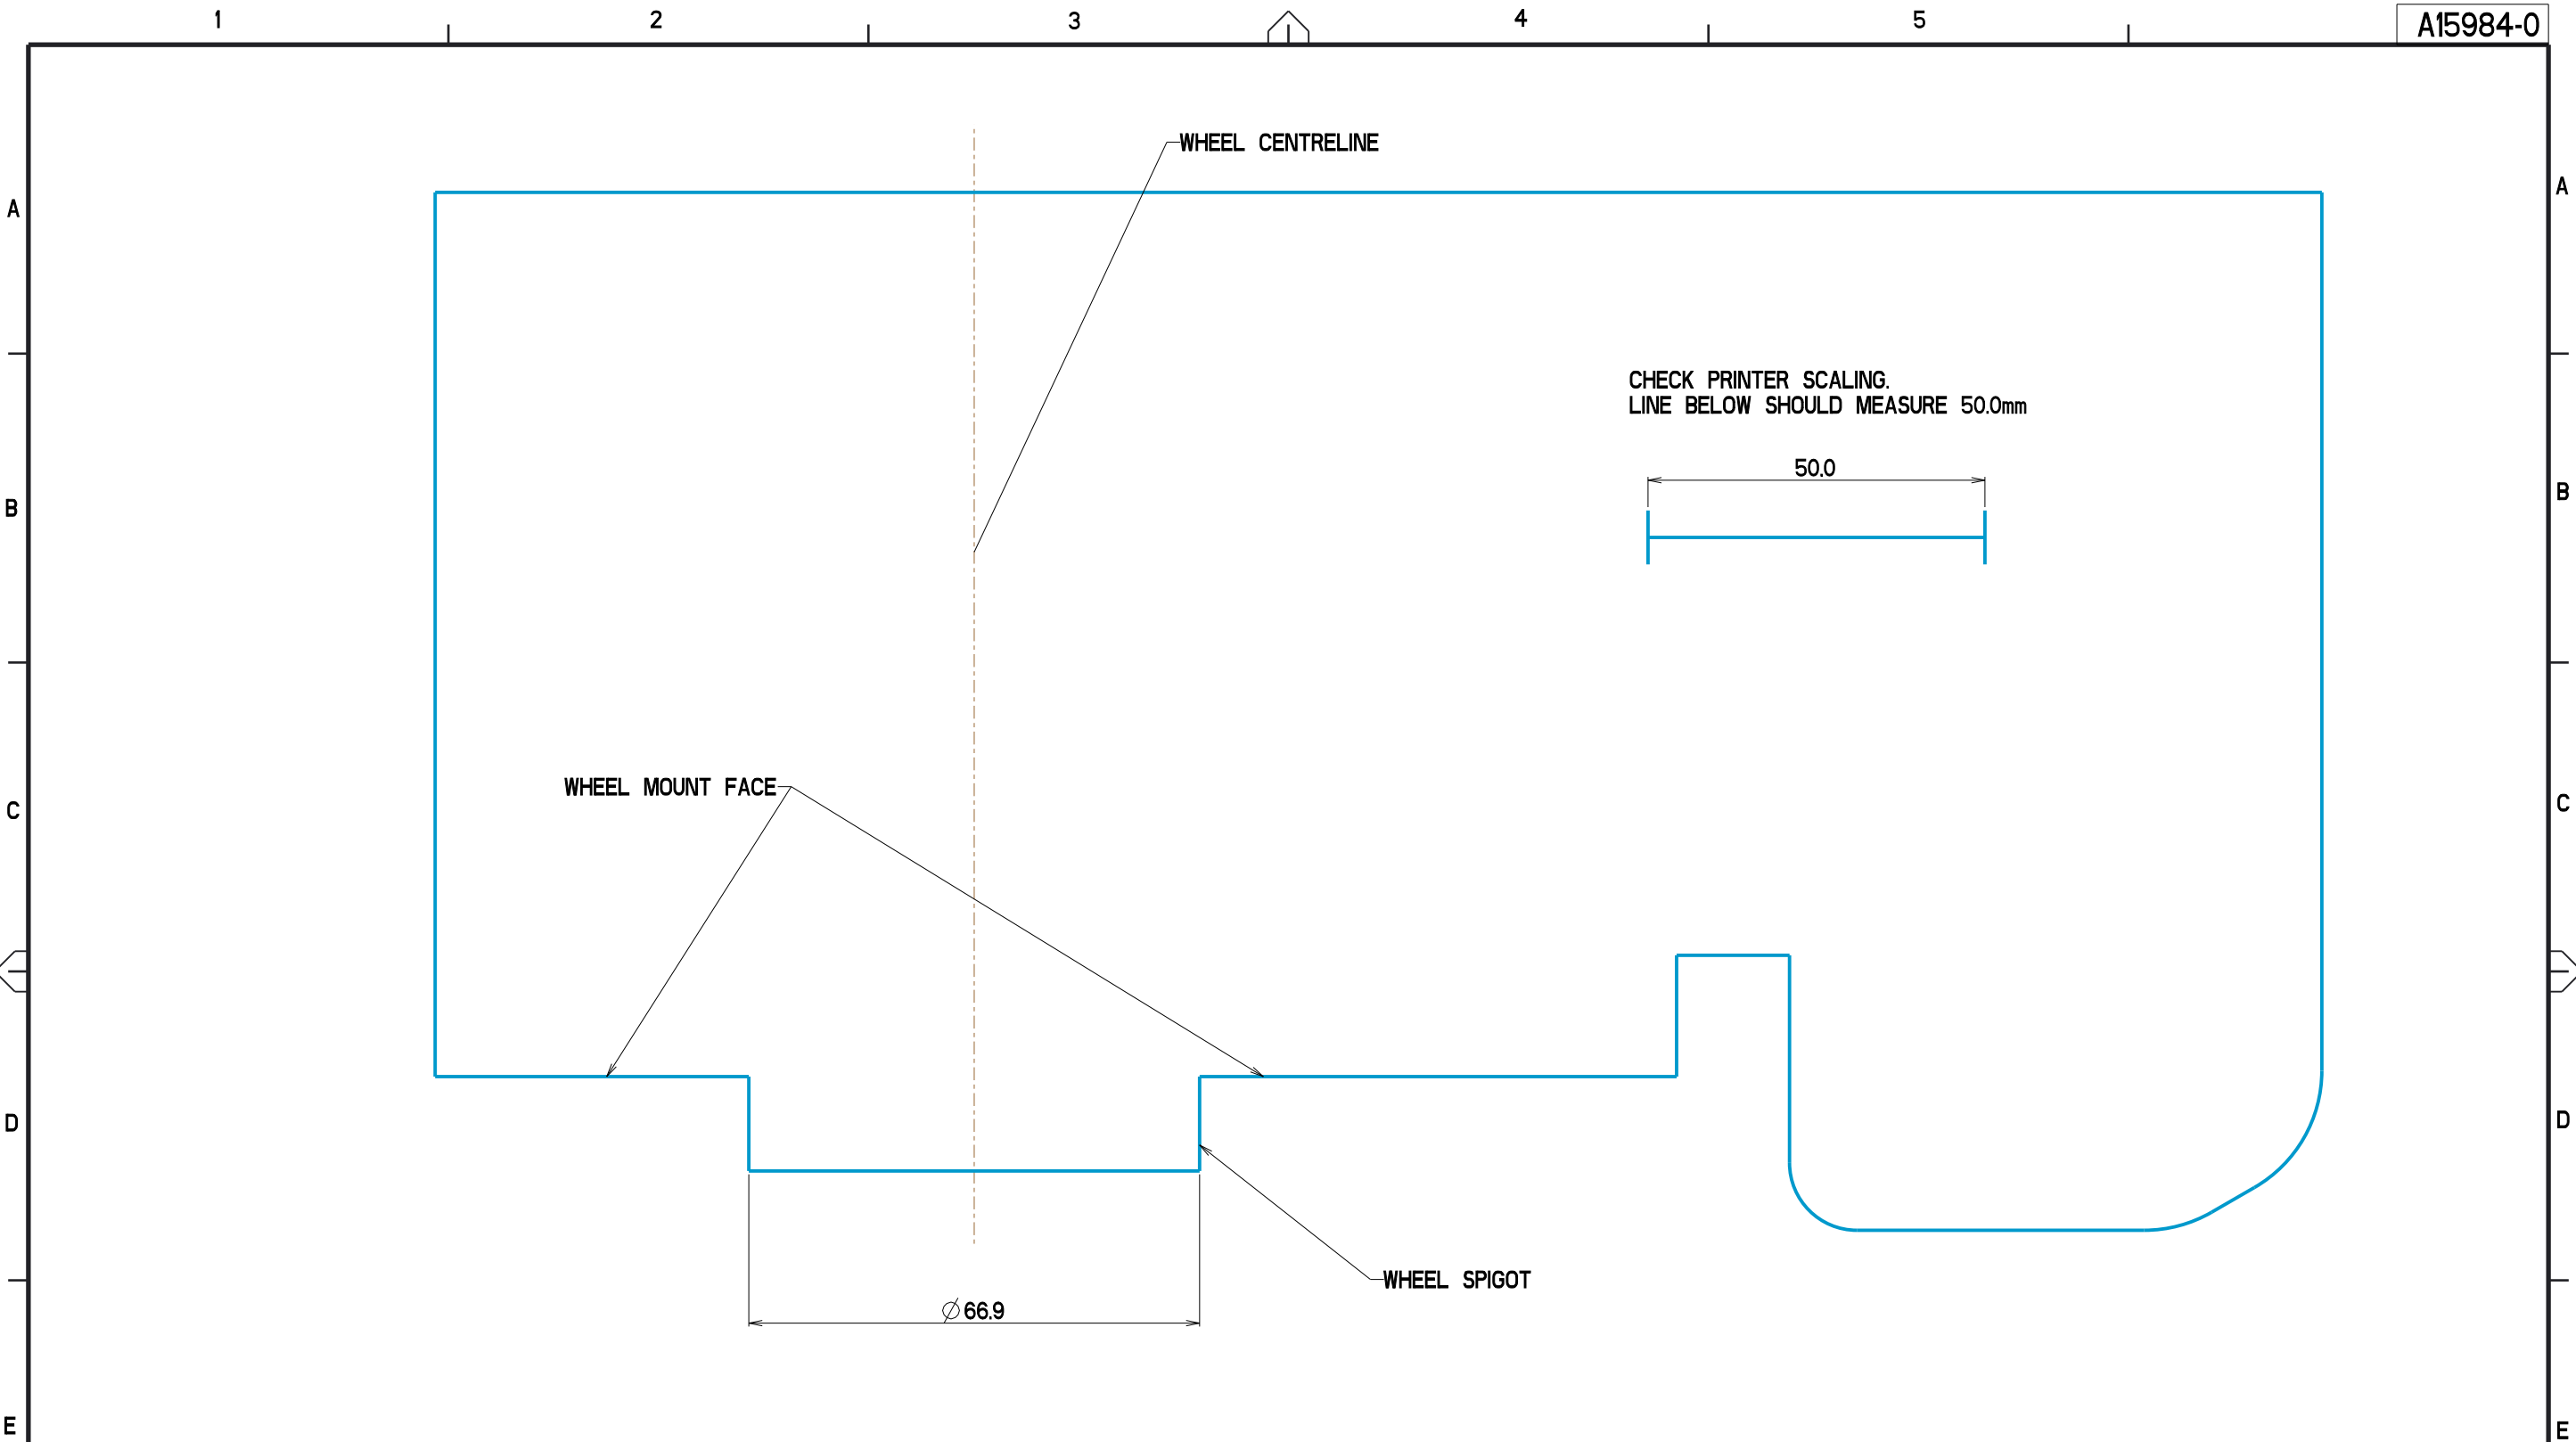 1 2 3 4 5 A15984-0
WHEEL CENTRELINE
A A
CHECK PRINTER SCALING.
LINE BELOW SHOULD MEASURE 50.0mm
50.0
B B
WHEEL MOUNT FACE
C C
D D
WHEEL SPIGOT
Ø66.9
E E